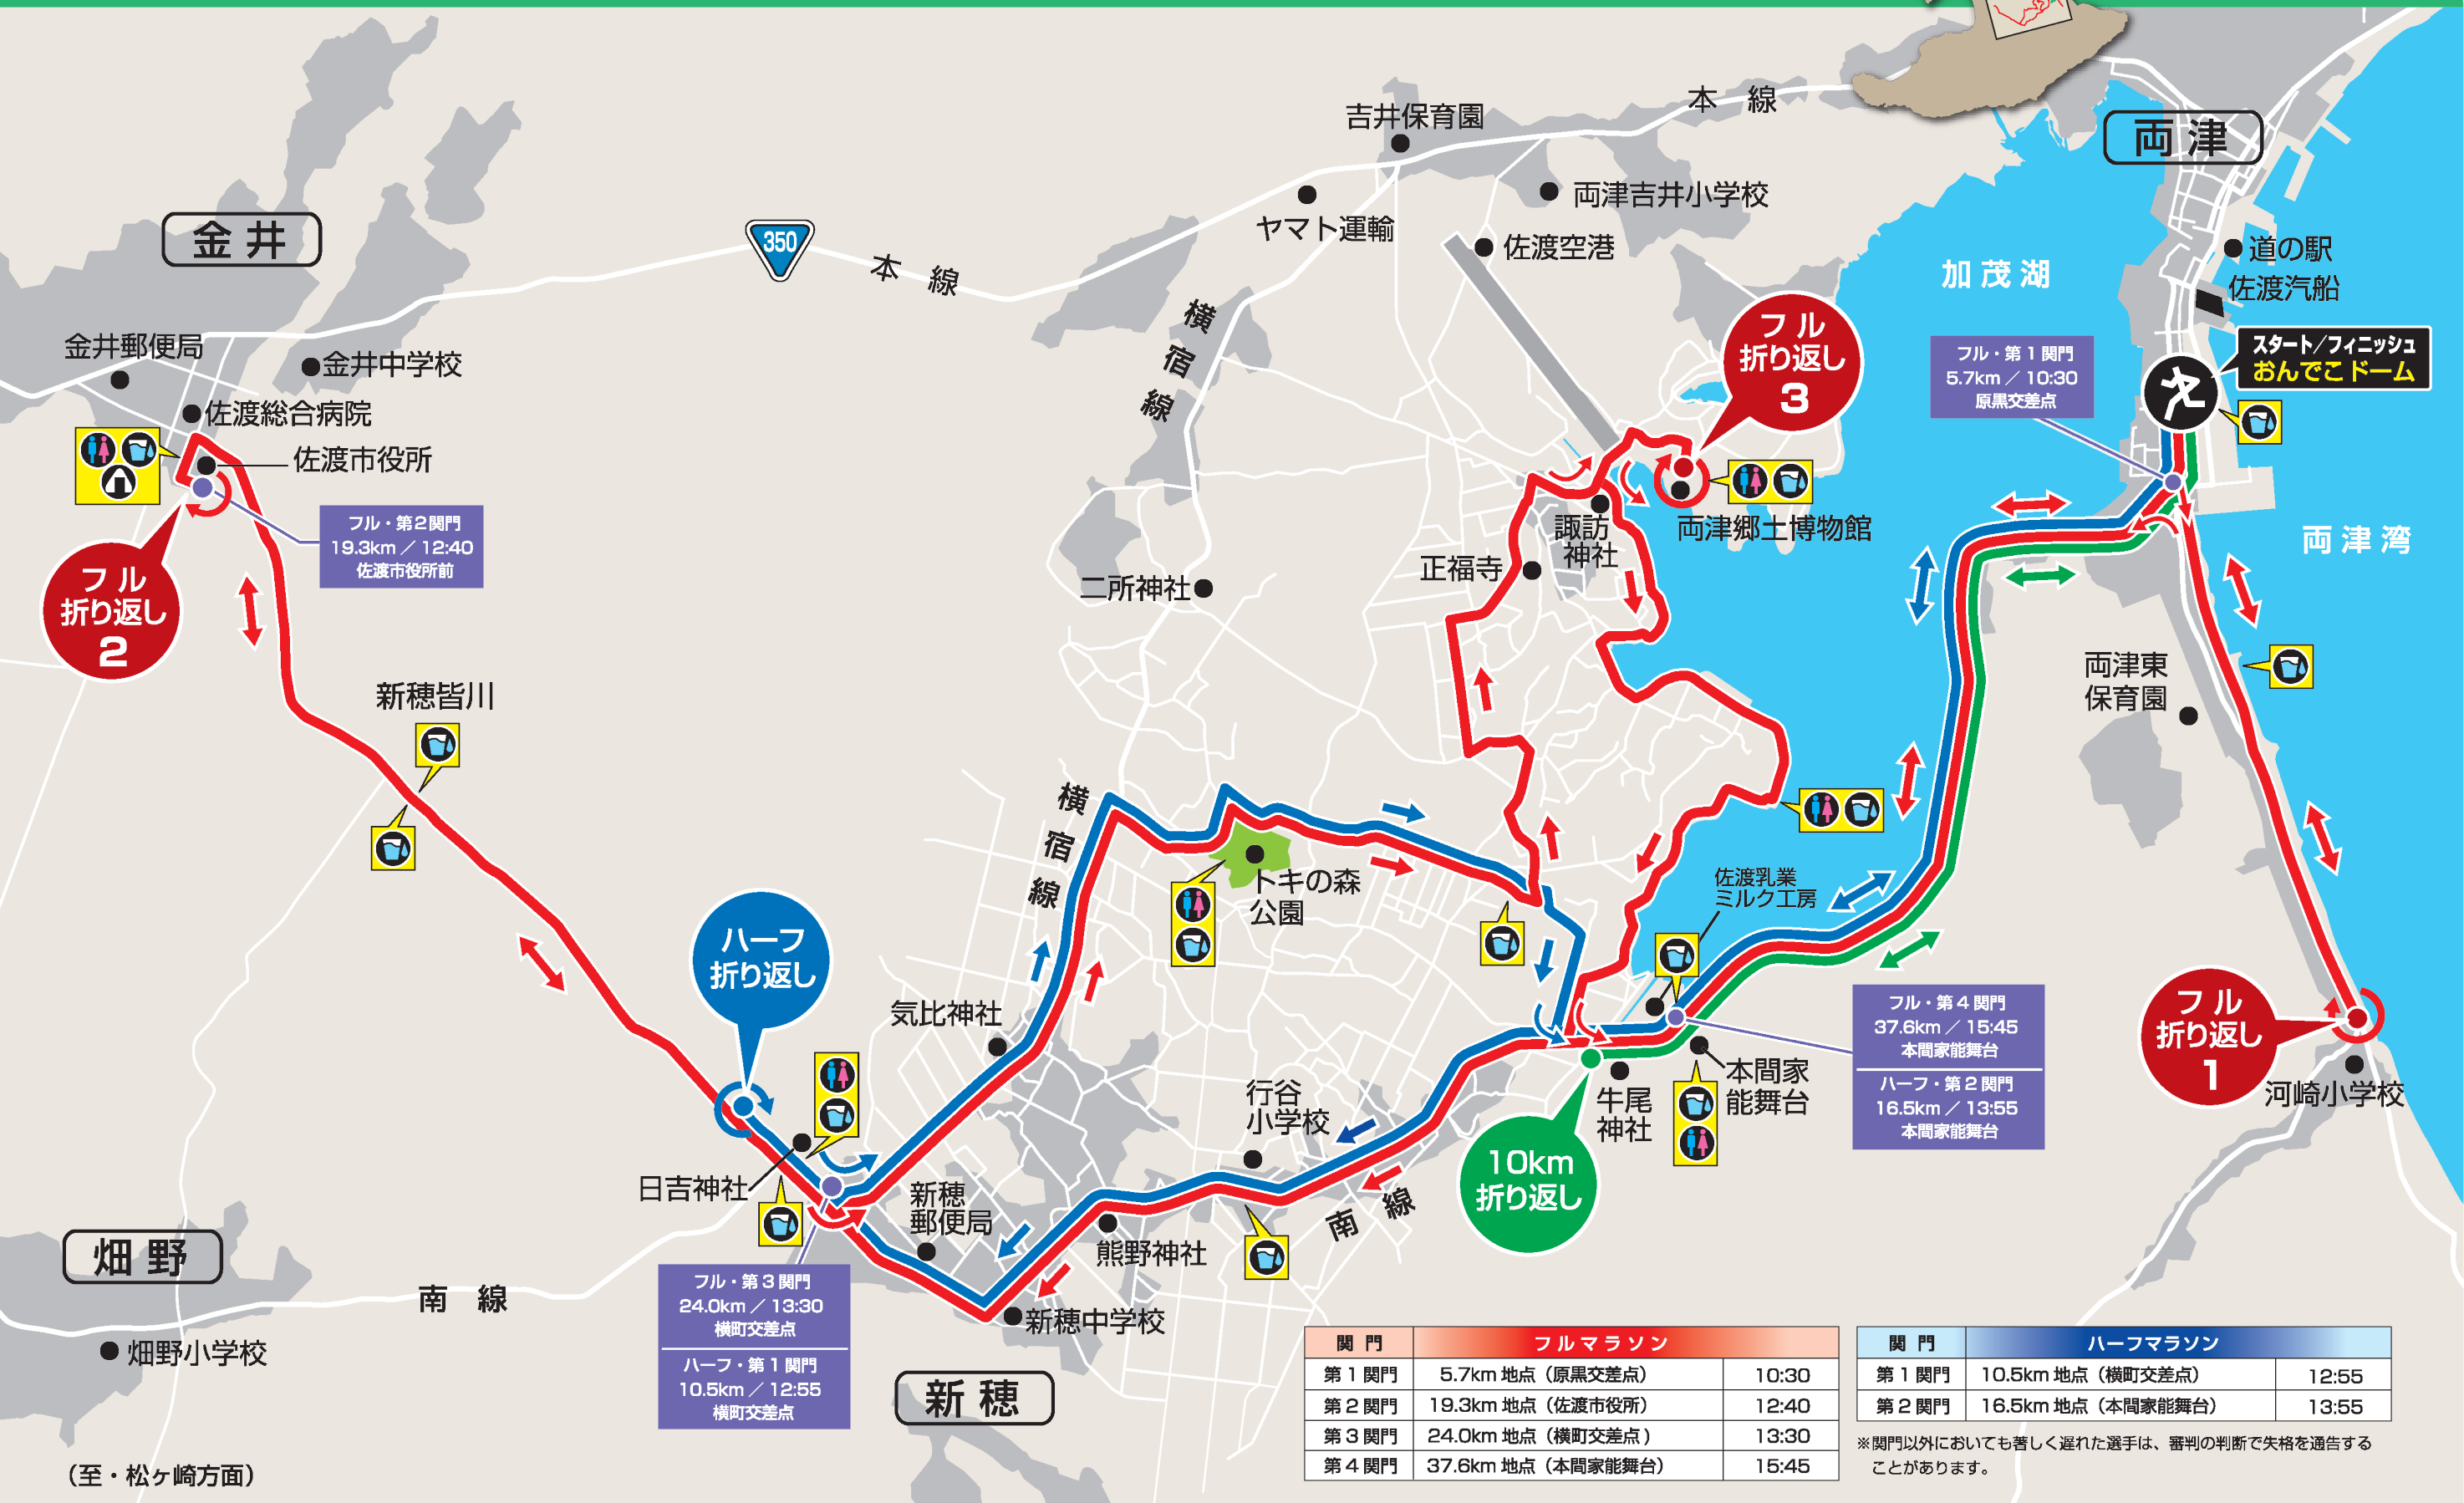 本 線
吉井保育園
両津
両津吉井小学校
ヤマト運輸
佐渡空港
金井
350
本 線
道の駅
佐渡汽船
加茂湖
横宿線
フル
折り返し
3
フル・第1関門
5.7km／10:30
原黒交差点
スタート／フィニッシュ
おんでこドーム
金井郵便局
金井中学校
佐渡総合病院
佐渡市役所
フル・第2関門
19.3km／12:40
佐渡市役所前
フル
折り返し
2
諏訪
神社
両津郷土博物館
正福寺
二所神社
両津湾
両津東
保育園
新穂皆川
横宿線
トキの森
公園
佐渡乳業
ミルク工房
ハーフ
折り返し
気比神社
フル・第4関門
37.6km／15:45
本間家能舞台
ハーフ・第2関門
16.5km／13:55
本間家能舞台
フル
折り返し
1
河崎小学校
行谷
小学校
牛尾
神社
本間家
能舞台
10km
折り返し
日吉神社
新穂
郵便局
熊野神社
南 線
畑野
南 線
フル・第3関門
24.0km／13:30
横町交差点
ハーフ・第1関門
10.5km／12:55
横町交差点
新穂中学校
畑野小学校
新穂
（至・松ヶ崎方面）
関門 フルマラソン
第1関門 5.7km地点（原黒交差点） 10:30
第2関門 19.3km地点（佐渡市役所） 12:40
第3関門 24.0km地点（横町交差点） 13:30
第4関門 37.6km地点（本間家能舞台） 15:45
関門 ハーフマラソン
第1関門 10.5km地点（横町交差点） 12:55
第2関門 16.5km地点（本間家能舞台） 13:55
※関門以外においても著しく遅れた選手は、審判の判断で失格を通告する
ことがあります。